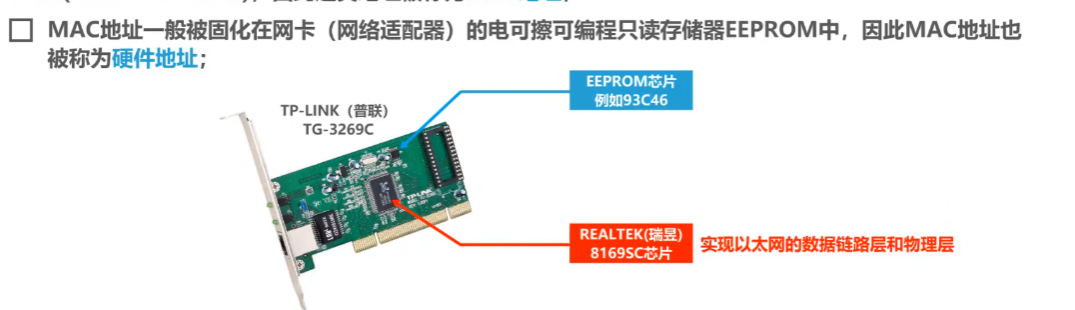 MAC地址一般被固化在网卡（网络适配器）的电可擦可编程只读存储器EEPROM中，因此MAC地址也
被称为硬件地址；
EEPROM芯片
例如93C46
TP-LINK（普联）
TG-3269C
TP-LINK
REALTEK(瑞昱)
8169SC芯片
实现以太网的数据链路层和物理层